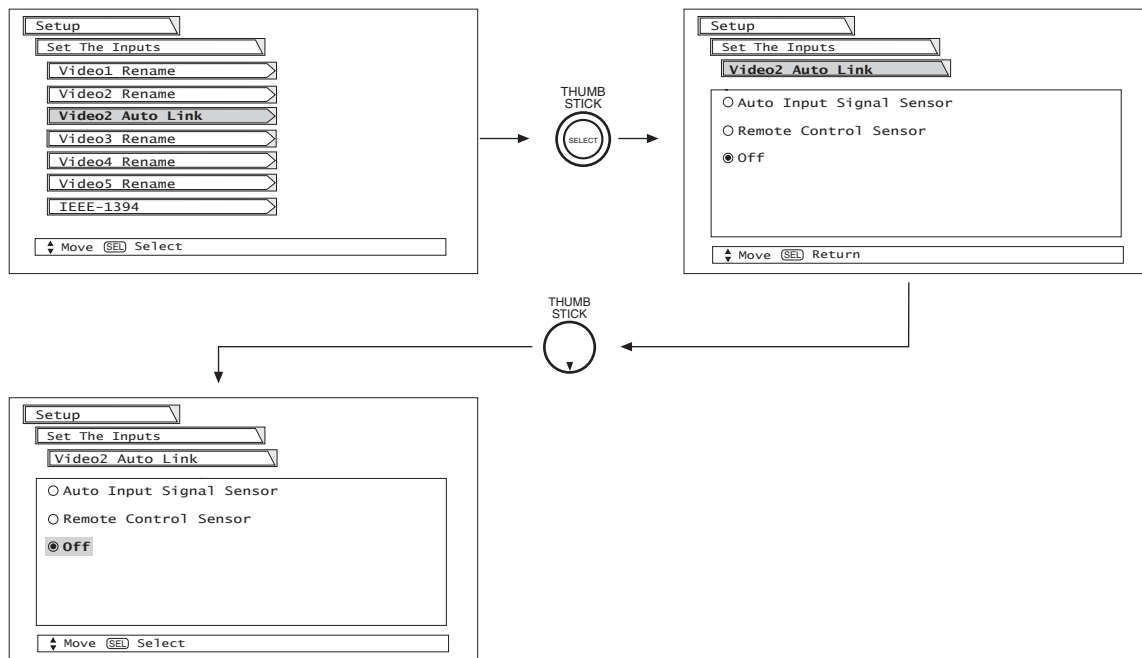 Setup
Set The Inputs
Video1 Rename
Video2 Rename
Video2 Auto Link
Video3 Rename
Video4 Rename
Video5 Rename
IEEE-1394
Move SEL Select
THUMB
STICK
SELECT
Setup
Set The Inputs
Video2 Auto Link
Auto Input Signal Sensor
Remote Control Sensor
Off
Move SEL Return
THUMB
STICK
Setup
Set The Inputs
Video2 Auto Link
Auto Input Signal Sensor
Remote Control Sensor
Off
Move SEL Select